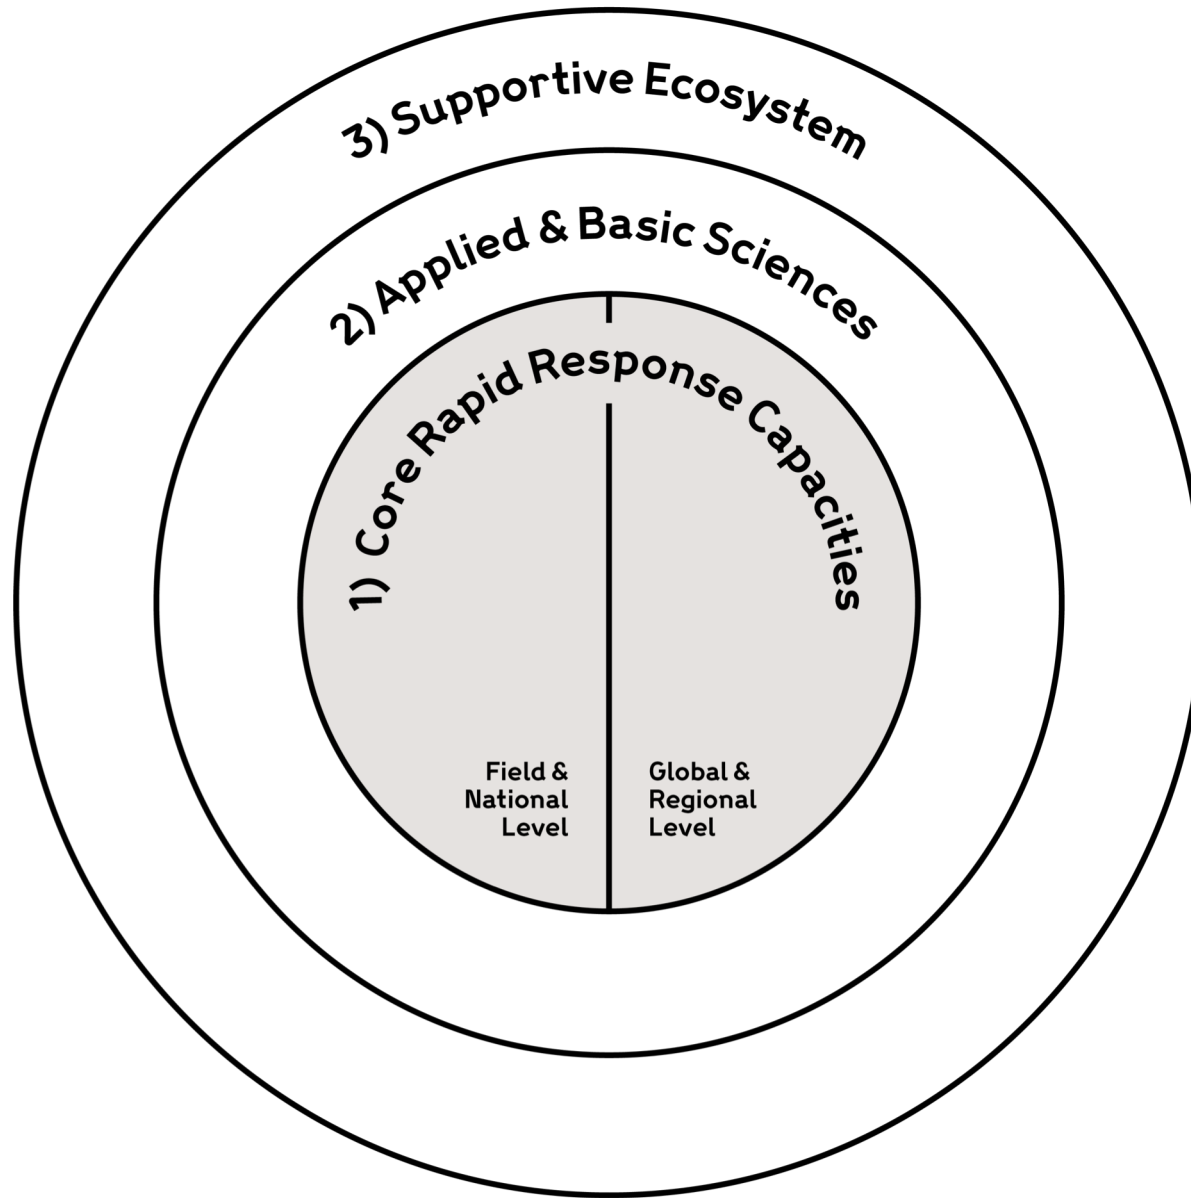 3) Supportive Ecosystem
2) Applied & Basic Sciences
1) Core Rapid Response Capacities
Field &
National
Level
Global &
Regional
Level